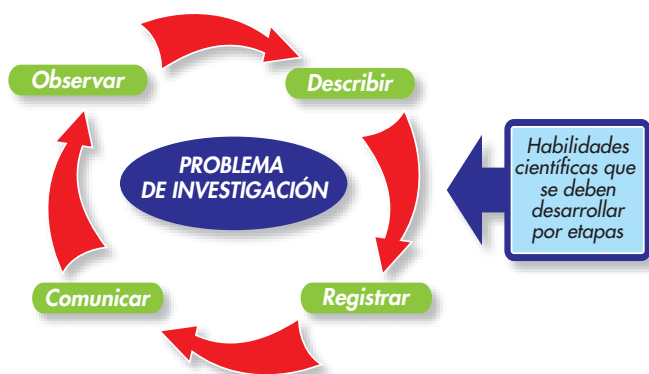 Observar
Describir
PROBLEMA
DE INVESTIGACIÓN
Habilidades
científicas que
se deben
desarrollar
por etapas
Comunicar
Registrar